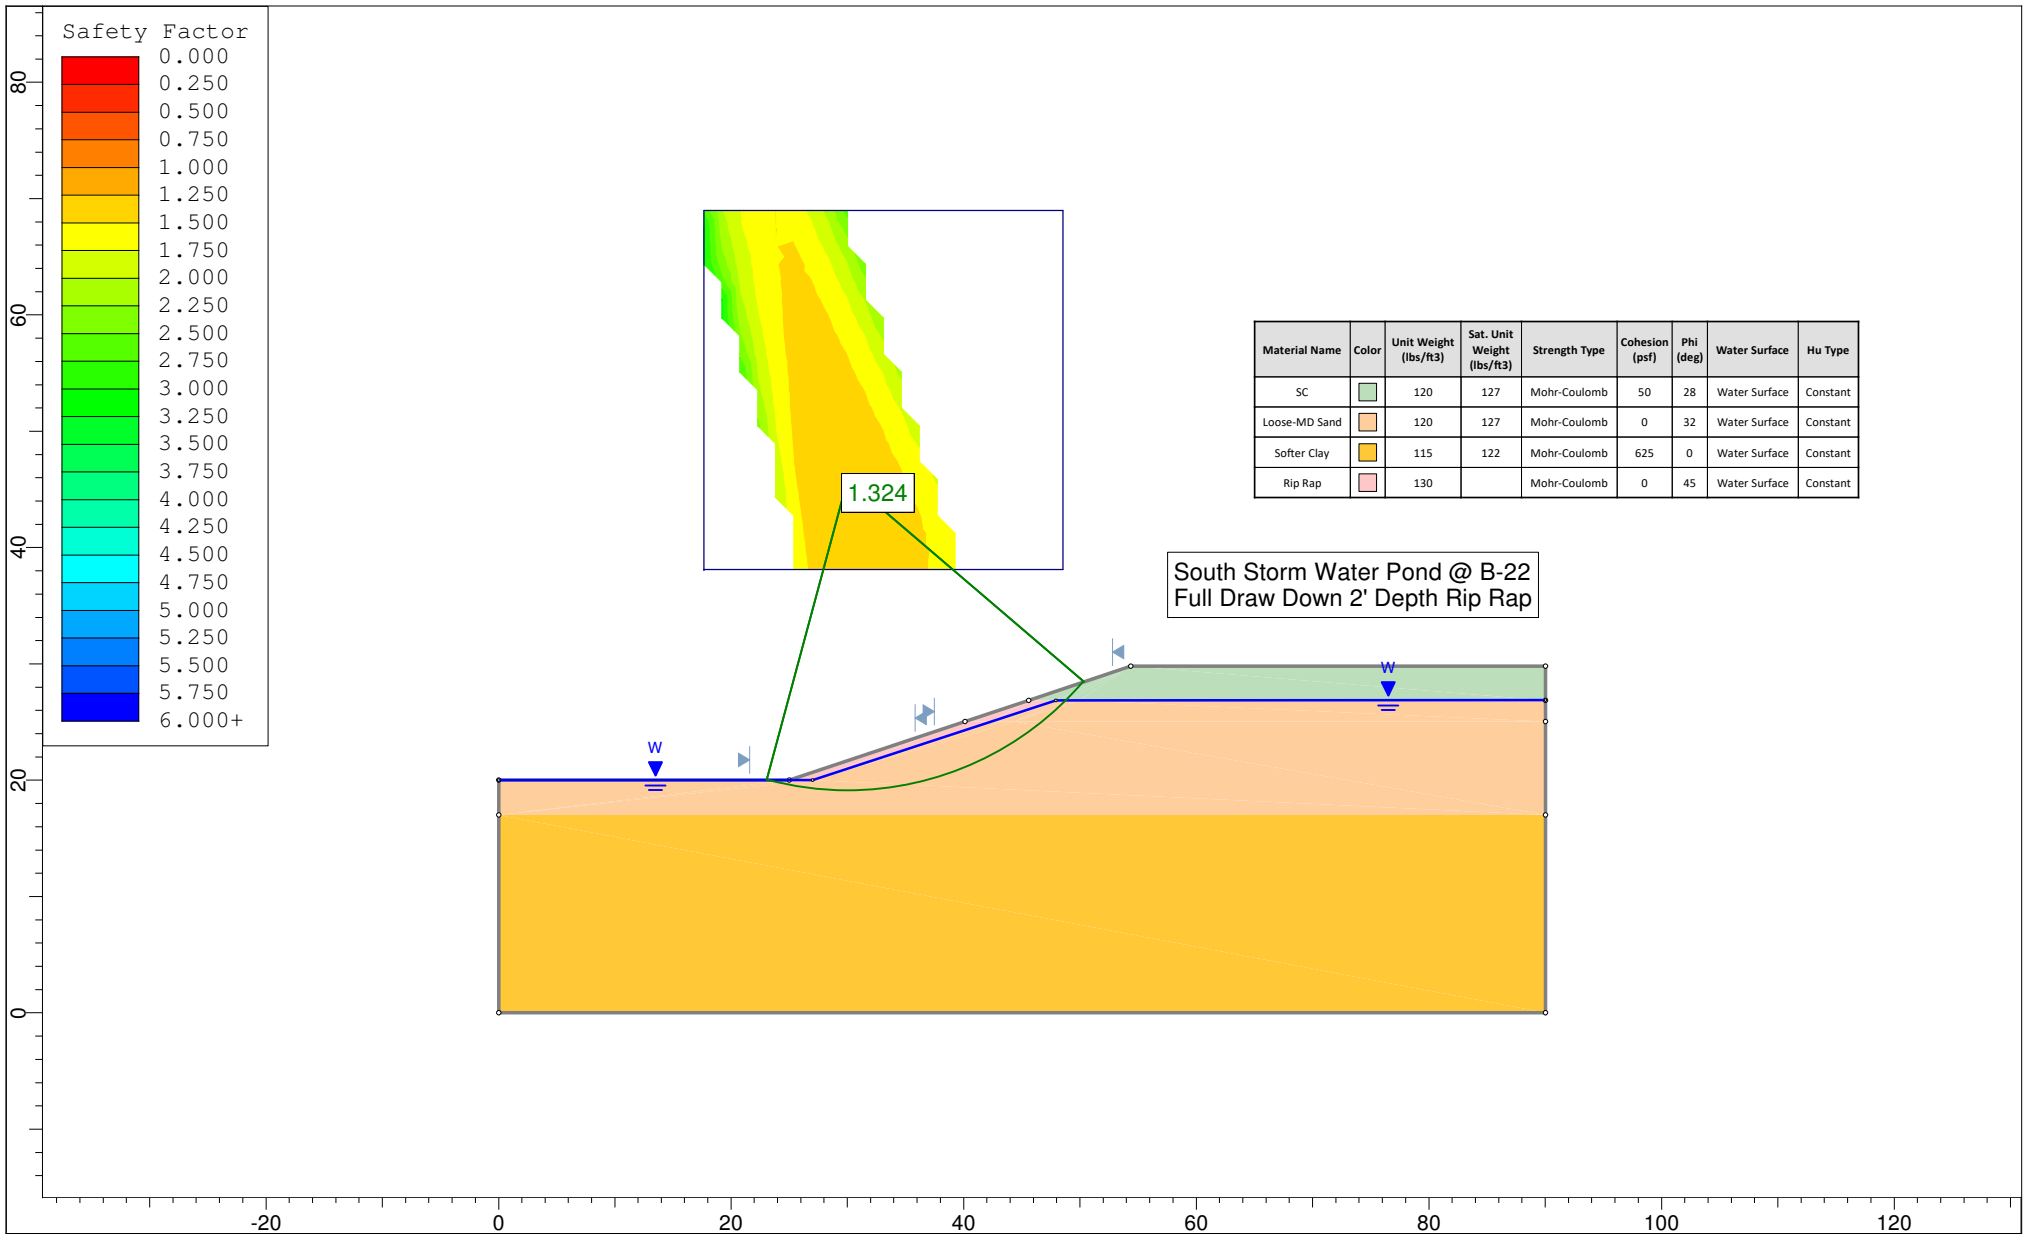 Safety Factor
0.000
0.250
0.500
0.750
1.000
1.250
1.500
1.750
2.000
2.250
2.500
2.750
3.000
3.250
3.500
3.750
4.000
4.250
4.500
4.750
5.000
5.250
5.500
5.750
6.000+
80
60
40
20
0
1.324
Material Name Color Unit Weight (lbs/ft3) Sat. Unit Weight (lbs/ft3) Strength Type Cohesion (psf) Phi (deg) Water Surface Hu Type
SC 120 127 Mohr-Coulomb 50 28 Water Surface Constant
Loose-MD Sand 120 127 Mohr-Coulomb 0 32 Water Surface Constant
Softer Clay 115 122 Mohr-Coulomb 625 0 Water Surface Constant
Rip Rap 130 Mohr-Coulomb 0 45 Water Surface Constant
South Storm Water Pond @ B-22
Full Draw Down 2' Depth Rip Rap
W
W
-20 0 20 40 60 80 100 120